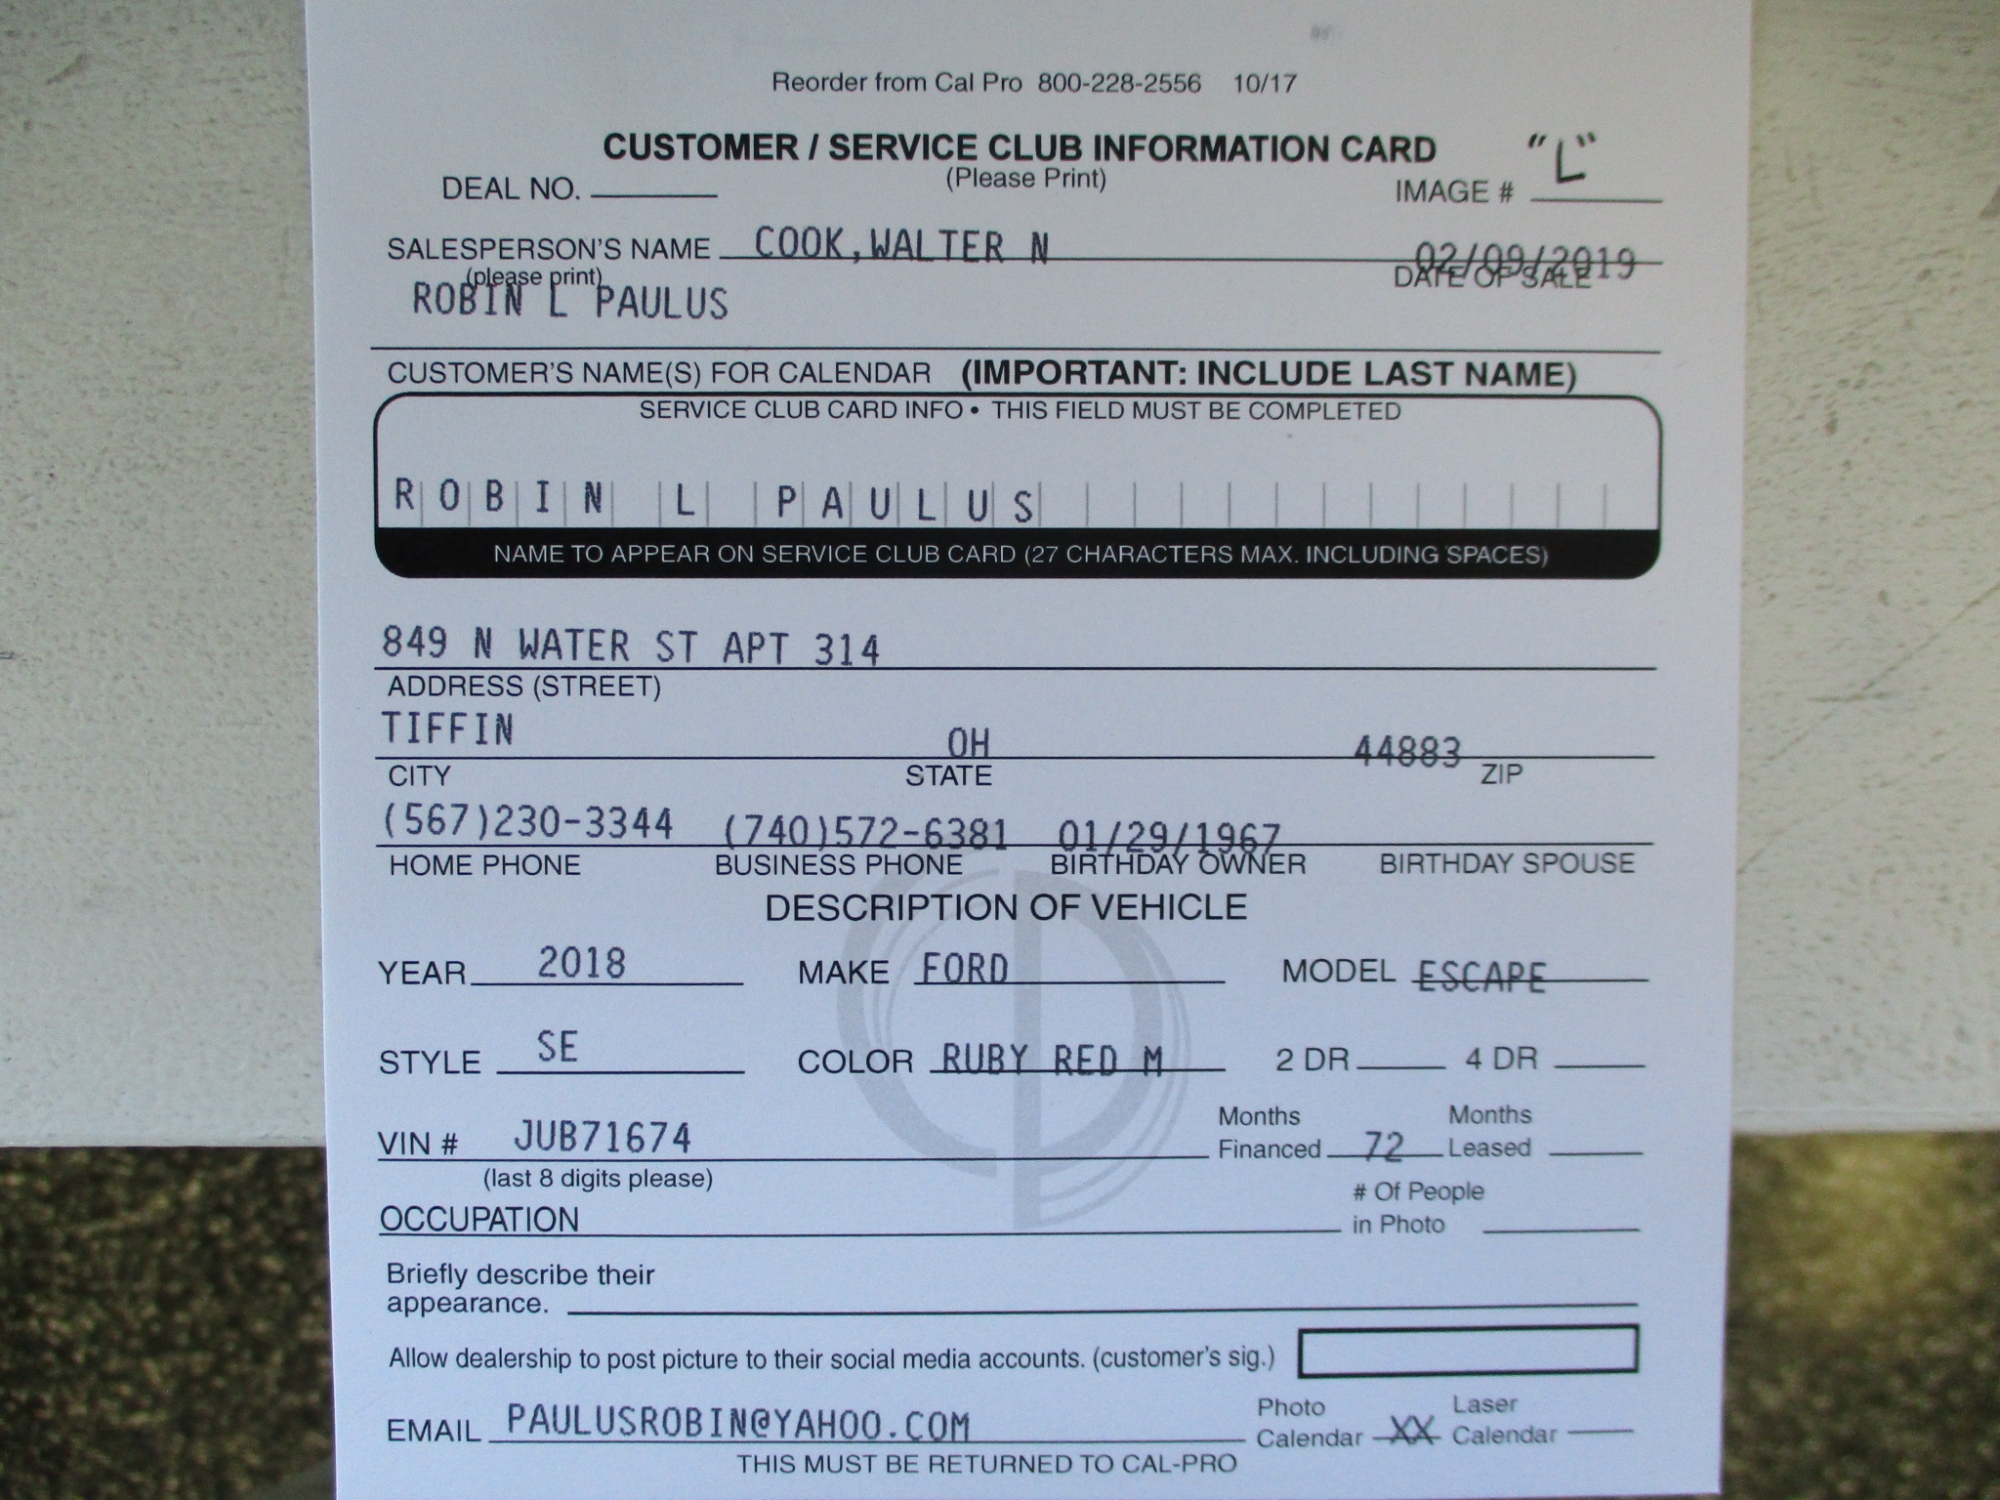 Reorder from Cal Pro 800-228-2556 10/17
CUSTOMER / SERVICE CLUB INFORMATION CARD
(Please Print)
DEAL NO.
IMAGE # "L"
SALESPERSON'S NAME COOK,WALTER N 02/09/2019
(please print) DATE OF SALE
ROBIN L PAULUS
CUSTOMER'S NAME(S) FOR CALENDAR (IMPORTANT: INCLUDE LAST NAME)
SERVICE CLUB CARD INFO • THIS FIELD MUST BE COMPLETED
ROBIN L PAULUS
NAME TO APPEAR ON SERVICE CLUB CARD (27 CHARACTERS MAX. INCLUDING SPACES)
849 N WATER ST APT 314
ADDRESS (STREET)
TIFFIN OH 44883
CITY STATE ZIP
(567)230-3344 (740)572-6381 01/29/1967
HOME PHONE BUSINESS PHONE BIRTHDAY OWNER BIRTHDAY SPOUSE
DESCRIPTION OF VEHICLE
YEAR 2018 MAKE FORD MODEL ESCAPE
STYLE SE COLOR RUBY RED M 2 DR 4 DR
VIN # JUB71674 Months Financed 72 Months Leased
(last 8 digits please)
OCCUPATION # Of People in Photo
Briefly describe their
appearance.
Allow dealership to post picture to their social media accounts. (customer's sig.)
EMAIL PAULUSROBIN@YAHOO.COM Photo Calendar XX Laser Calendar
THIS MUST BE RETURNED TO CAL-PRO